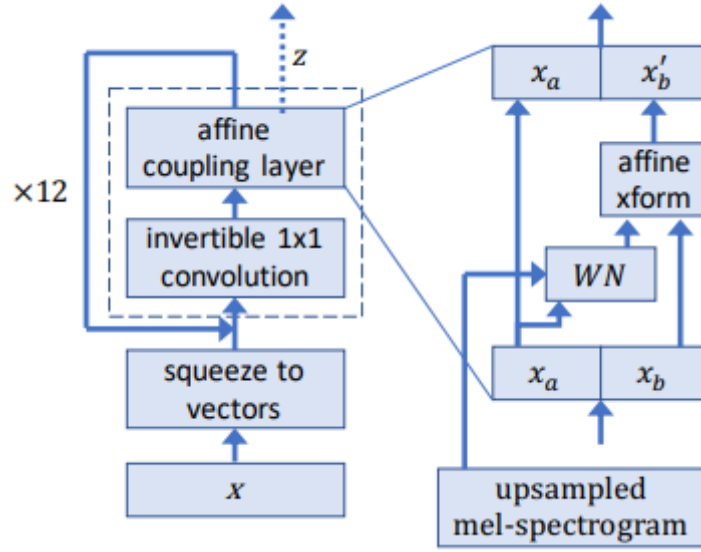 z
affine
coupling layer
×12
invertible 1x1
convolution
squeeze to
vectors
x
x_a
x_b'
affine
xform
WN
x_a
x_b
upsampled
mel-spectrogram